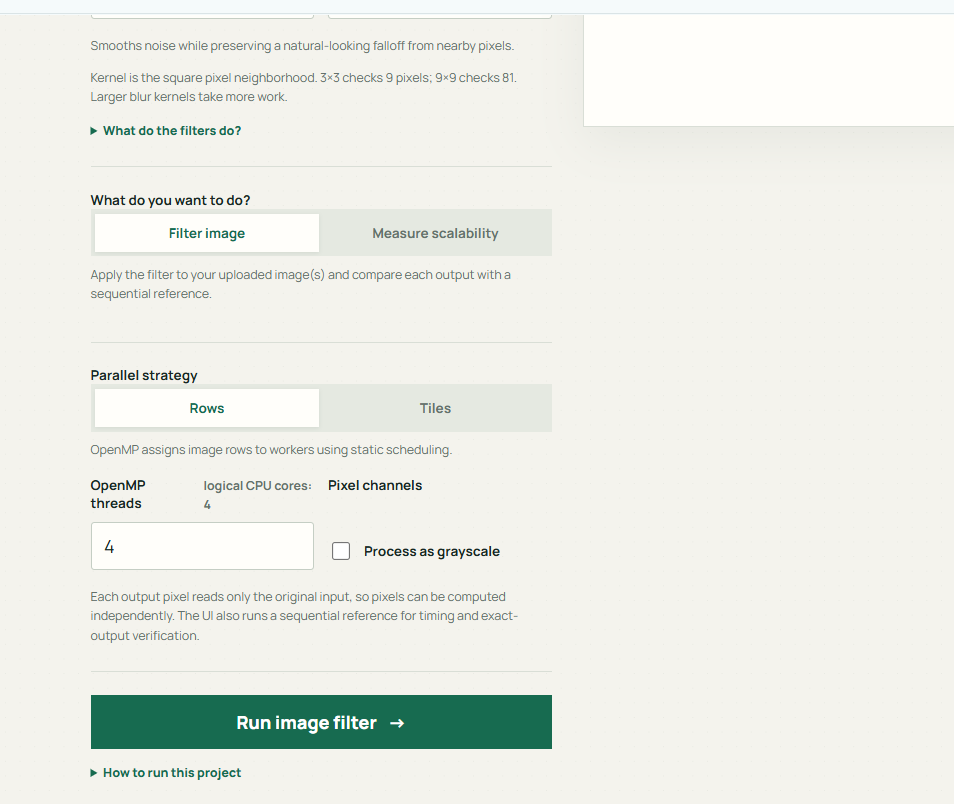 Smooths noise while preserving a natural-looking falloff from nearby pixels.
Kernel is the square pixel neighborhood. 3×3 checks 9 pixels; 9×9 checks 81.
Larger blur kernels take more work.
▶ What do the filters do?
What do you want to do?
Filter image Measure scalability
Apply the filter to your uploaded image(s) and compare each output with a
sequential reference.
Parallel strategy
Rows Tiles
OpenMP assigns image rows to workers using static scheduling.
OpenMP threads
logical CPU cores: 4
Pixel channels
4
Process as grayscale
Each output pixel reads only the original input, so pixels can be computed
independently. The UI also runs a sequential reference for timing and exact-
output verification.
Run image filter →
▶ How to run this project